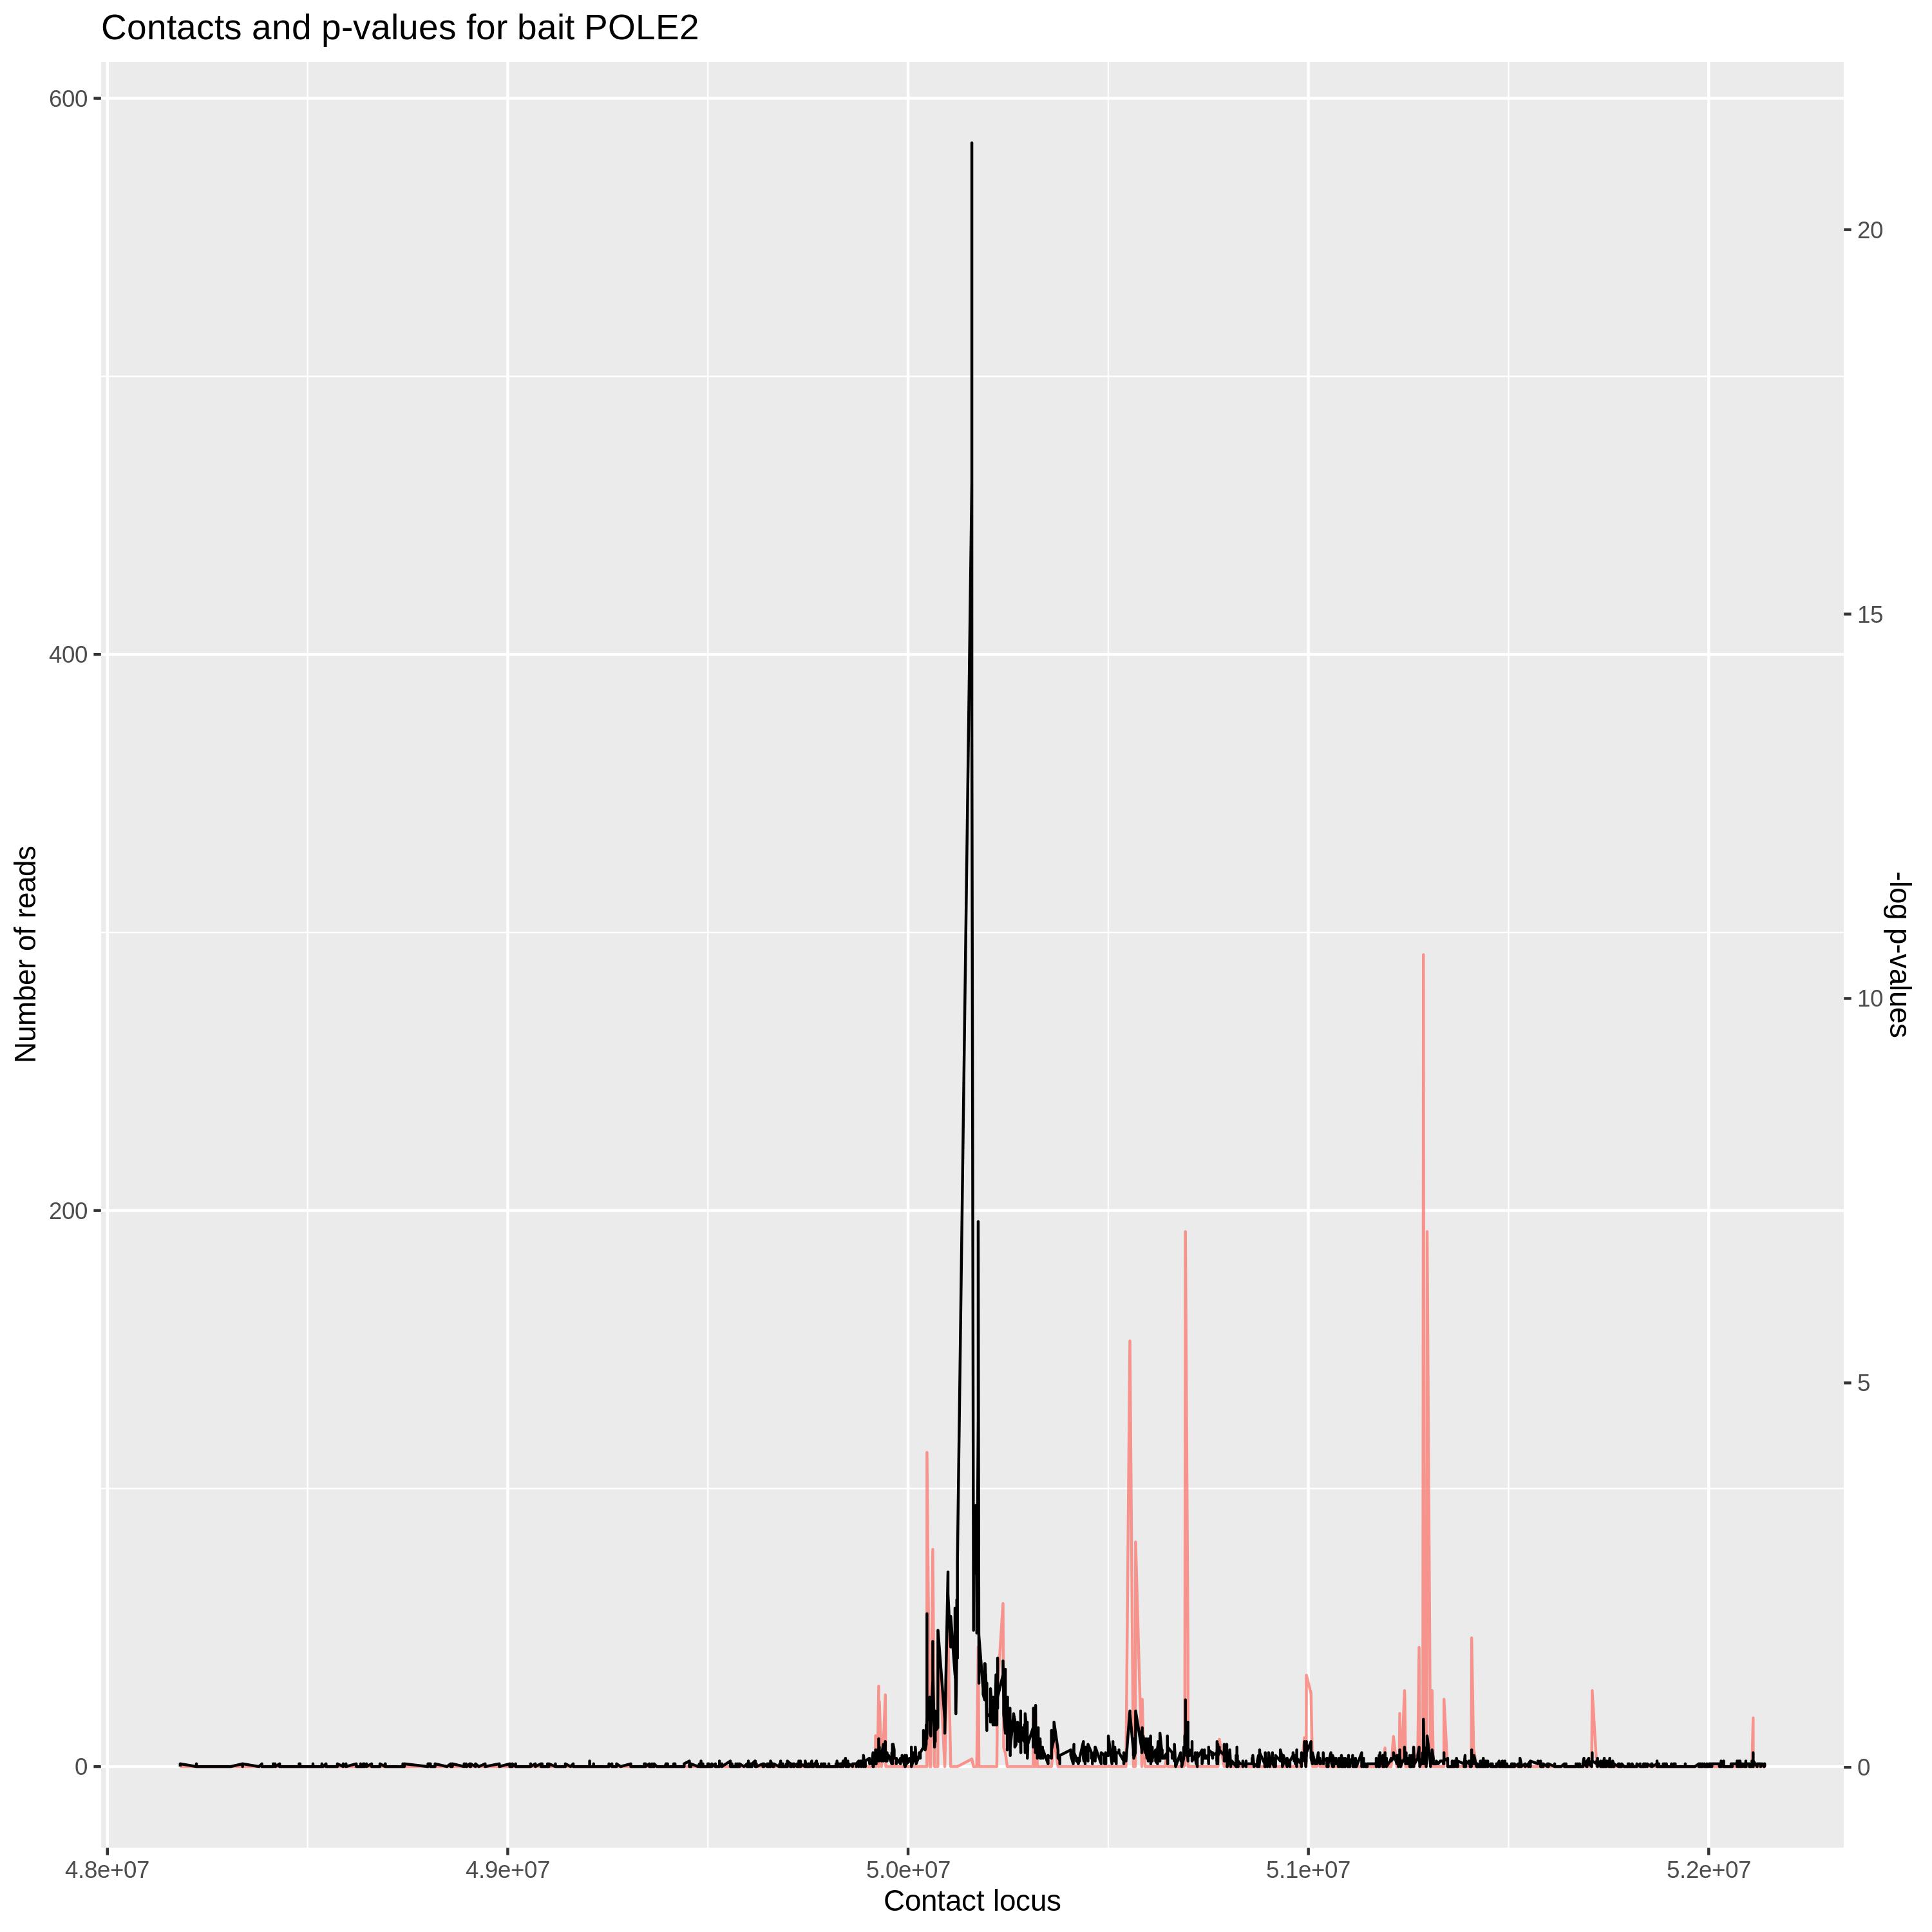 Contacts and p-values for bait POLE2
600
400
200
0
Number of reads
20
15
10
5
0
-log p-values
4.8e+07
4.9e+07
5.0e+07
5.1e+07
5.2e+07
Contact locus